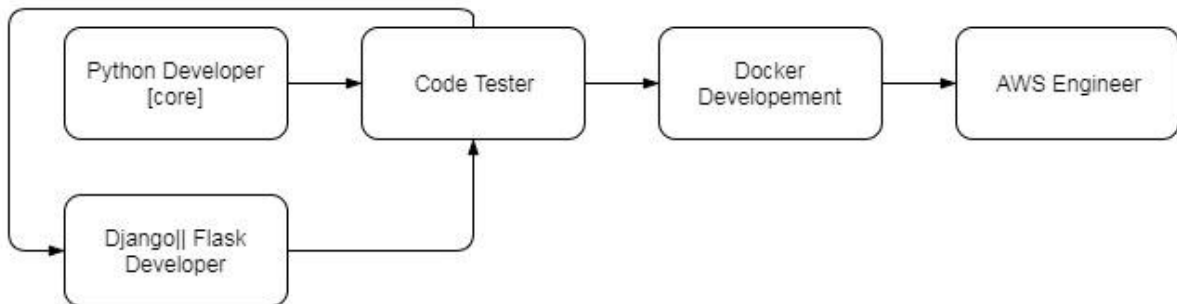 Python Developer
[core]
Code Tester
Docker
Developement
AWS Engineer
Django|| Flask
Developer